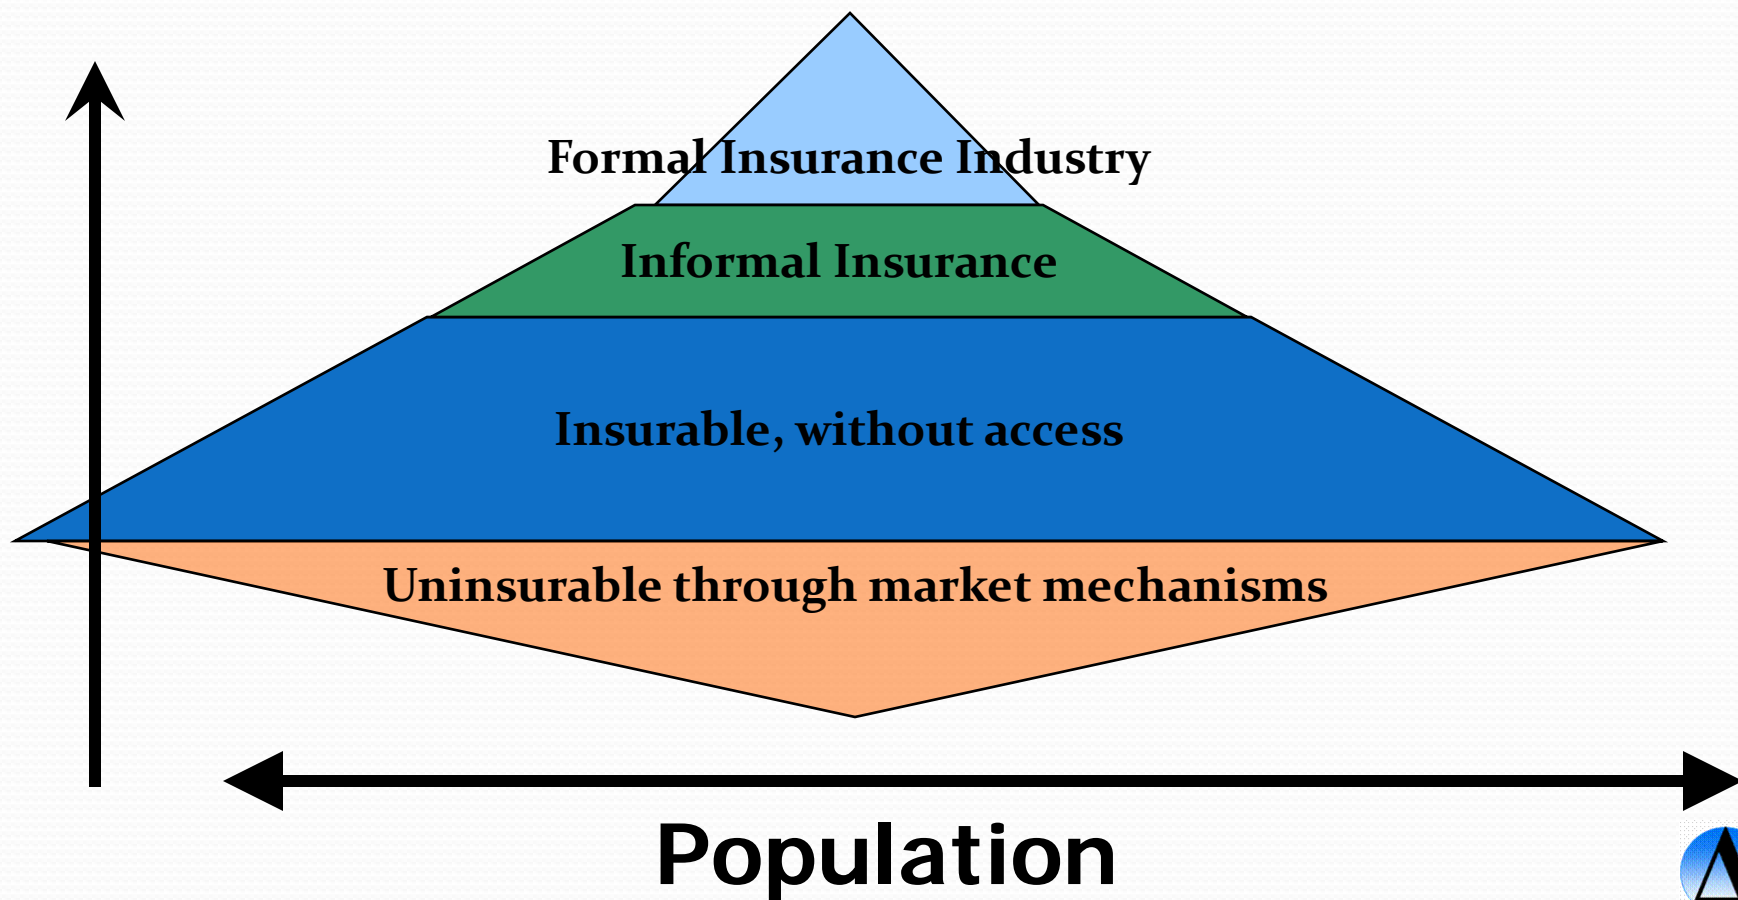 Formal Insurance Industry
Informal Insurance
Insurable, without access
Uninsurable through market mechanisms
Population